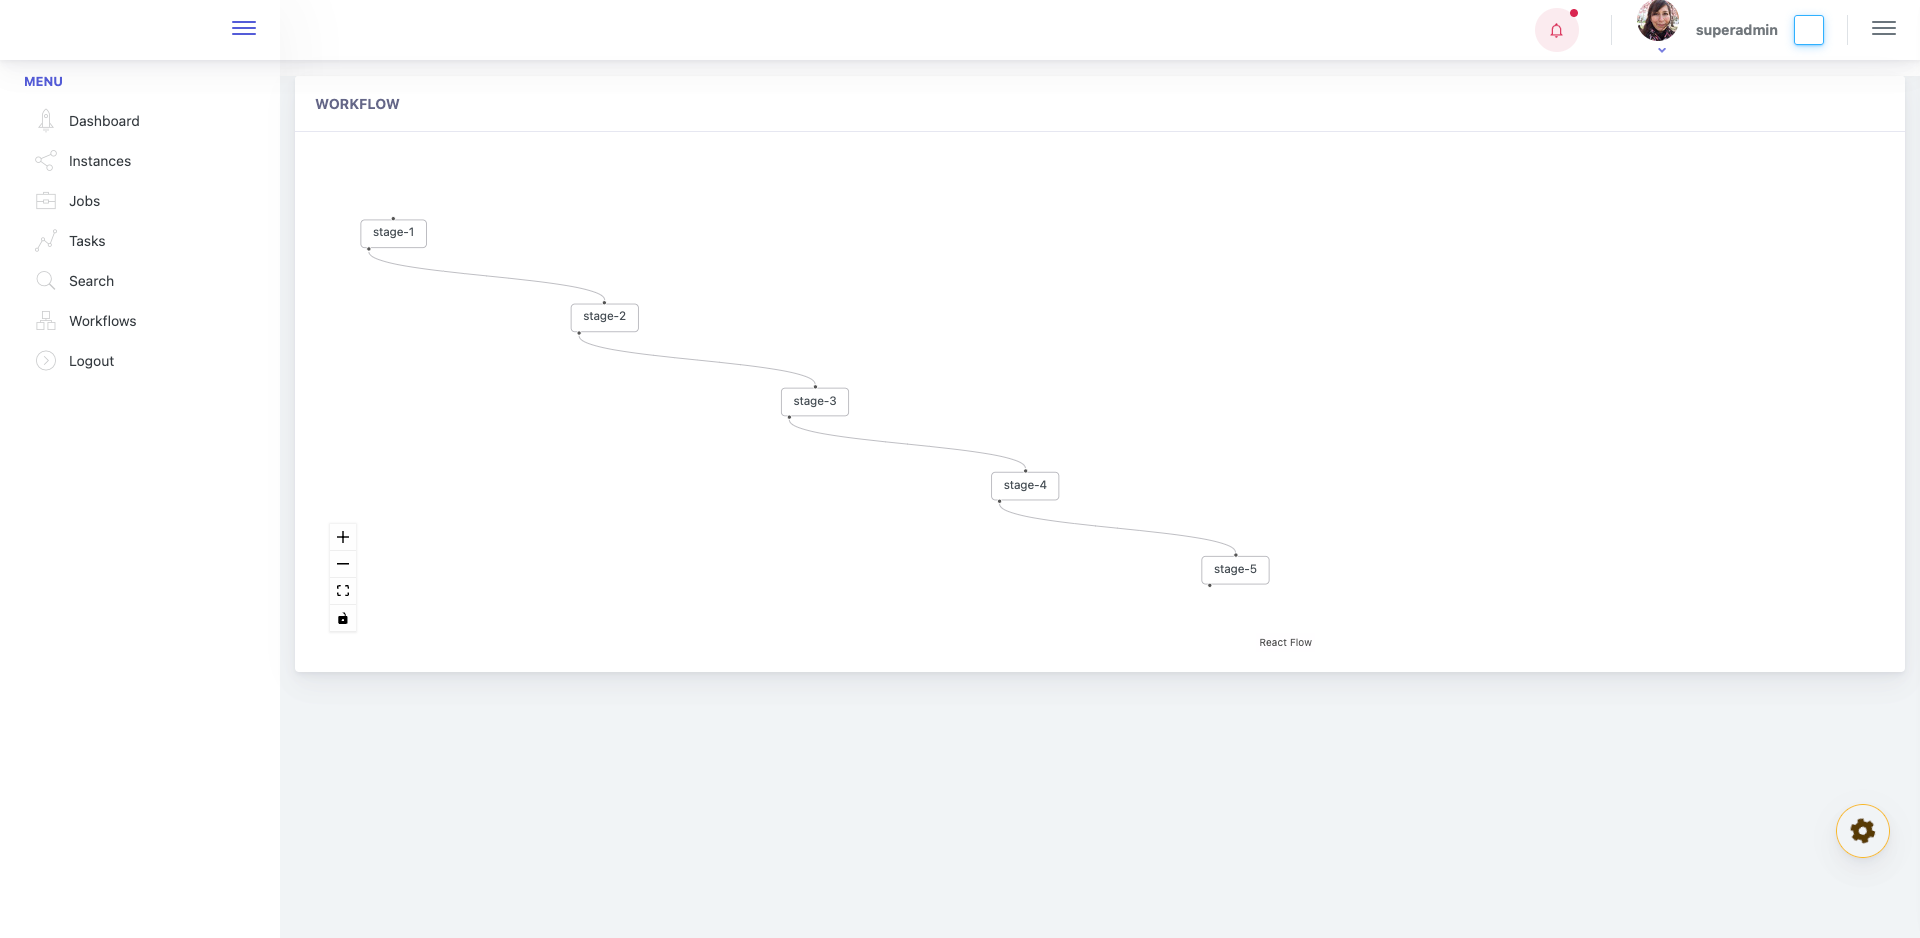 superadmin
MENU
Dashboard
Instances
Jobs
Tasks
Search
Workflows
Logout
WORKFLOW
stage-1
stage-2
stage-3
stage-4
stage-5
React Flow